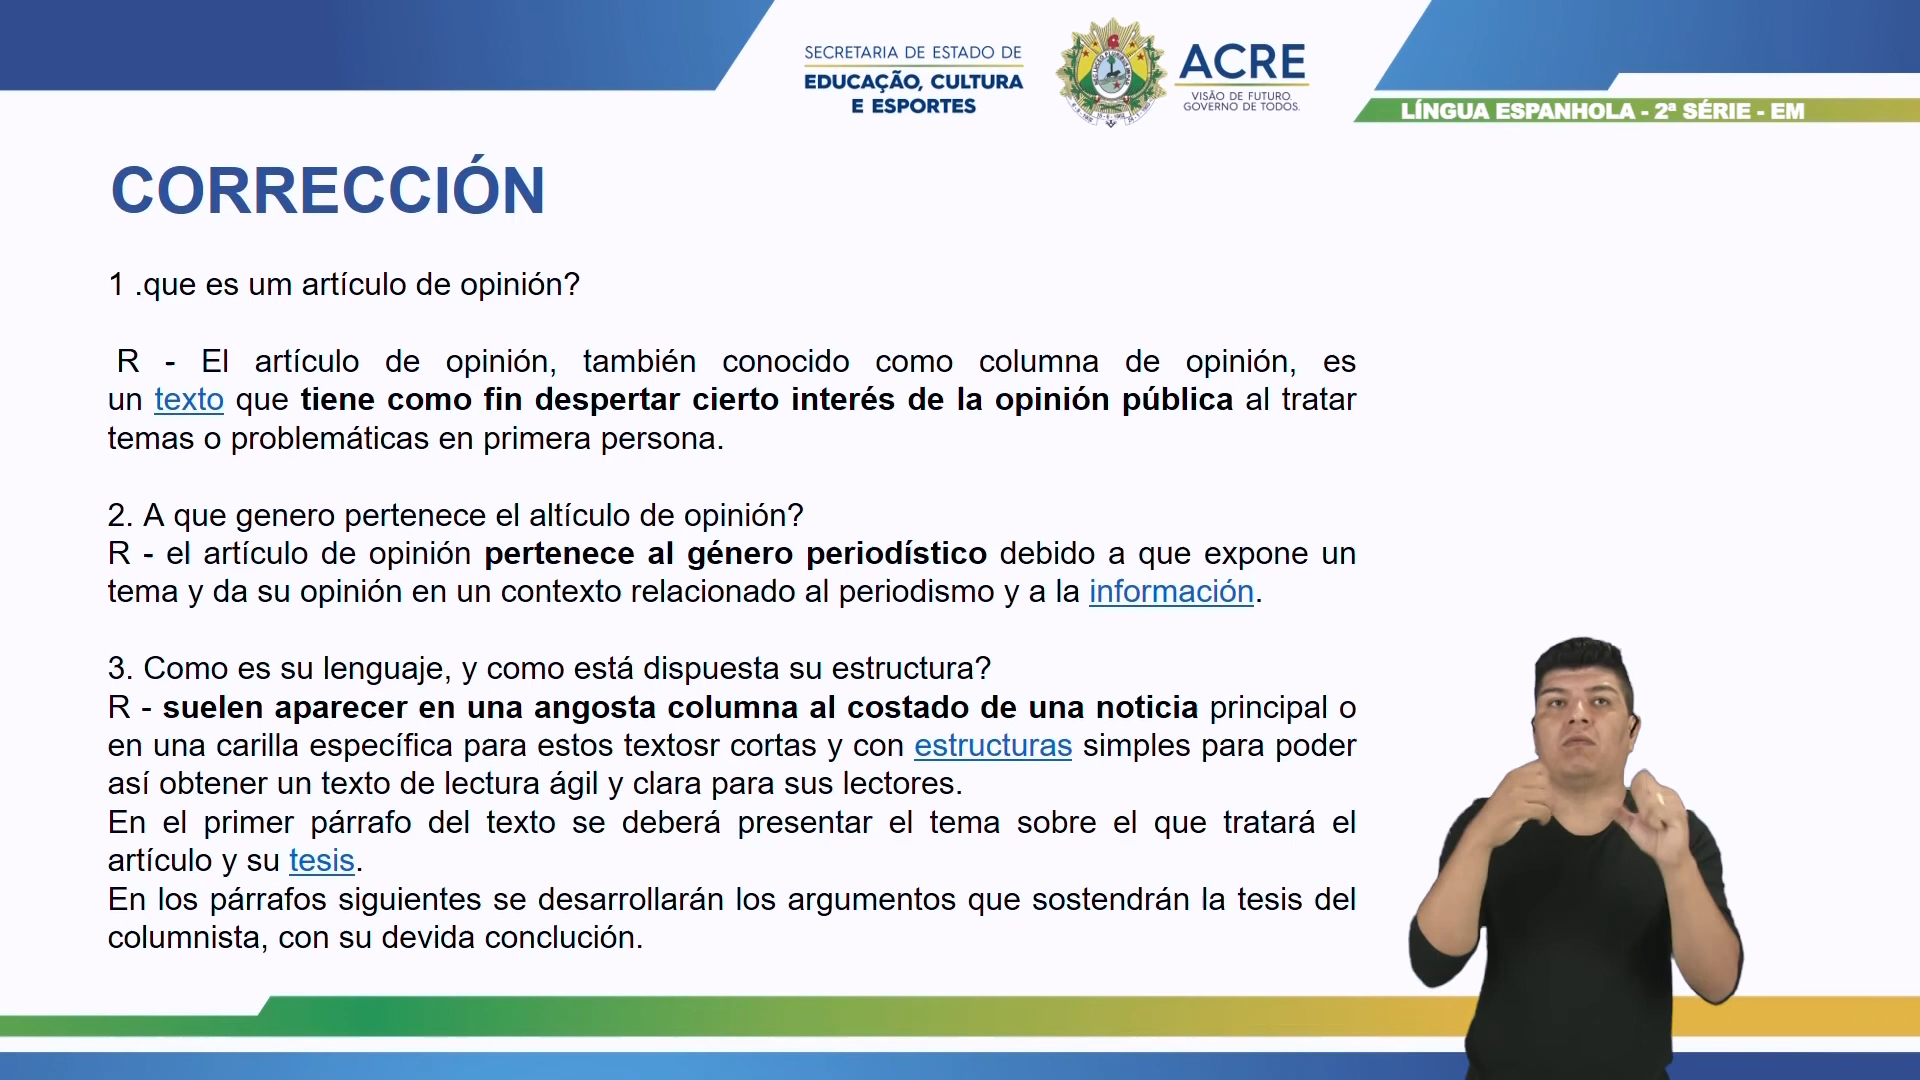 SECRETARIA DE ESTADO DE
EDUCAÇÃO, CULTURA
E ESPORTES
ACRE
VISÃO DE FUTURO.
GOVERNO DE TODOS.
LÍNGUA ESPANHOLA - 2ª SÉRIE - EM
CORRECCIÓN
1 .que es um artículo de opinión?
R - El artículo de opinión, también conocido como columna de opinión, es
un texto que tiene como fin despertar cierto interés de la opinión pública al tratar
temas o problemáticas en primera persona.
2. A que genero pertenece el altículo de opinión?
R - el artículo de opinión pertenece al género periodístico debido a que expone un
tema y da su opinión en un contexto relacionado al periodismo y a la información.
3. Como es su lenguaje, y como está dispuesta su estructura?
R - suelen aparecer en una angosta columna al costado de una noticia principal o
en una carilla específica para estos textosr cortas y con estructuras simples para poder
así obtener un texto de lectura ágil y clara para sus lectores.
En el primer párrafo del texto se deberá presentar el tema sobre el que tratará el
artículo y su tesis.
En los párrafos siguientes se desarrollarán los argumentos que sostendrán la tesis del
columnista, con su devida conclución.